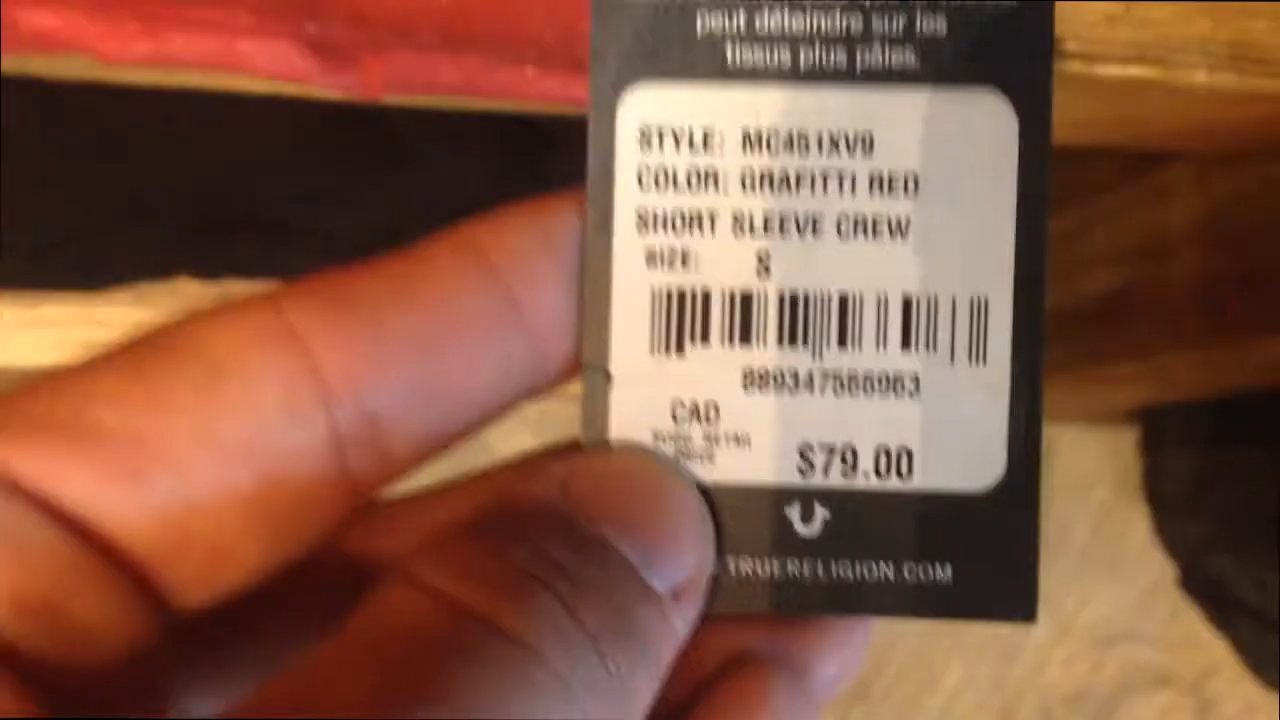 peut déteindre sur les
tissus plus pâles.
STYLE: MC451XV9
COLOR: GRAFITTI RED
SHORT SLEEVE CREW
SIZE: S
CAD
$79.00
TRUERELIGION.COM